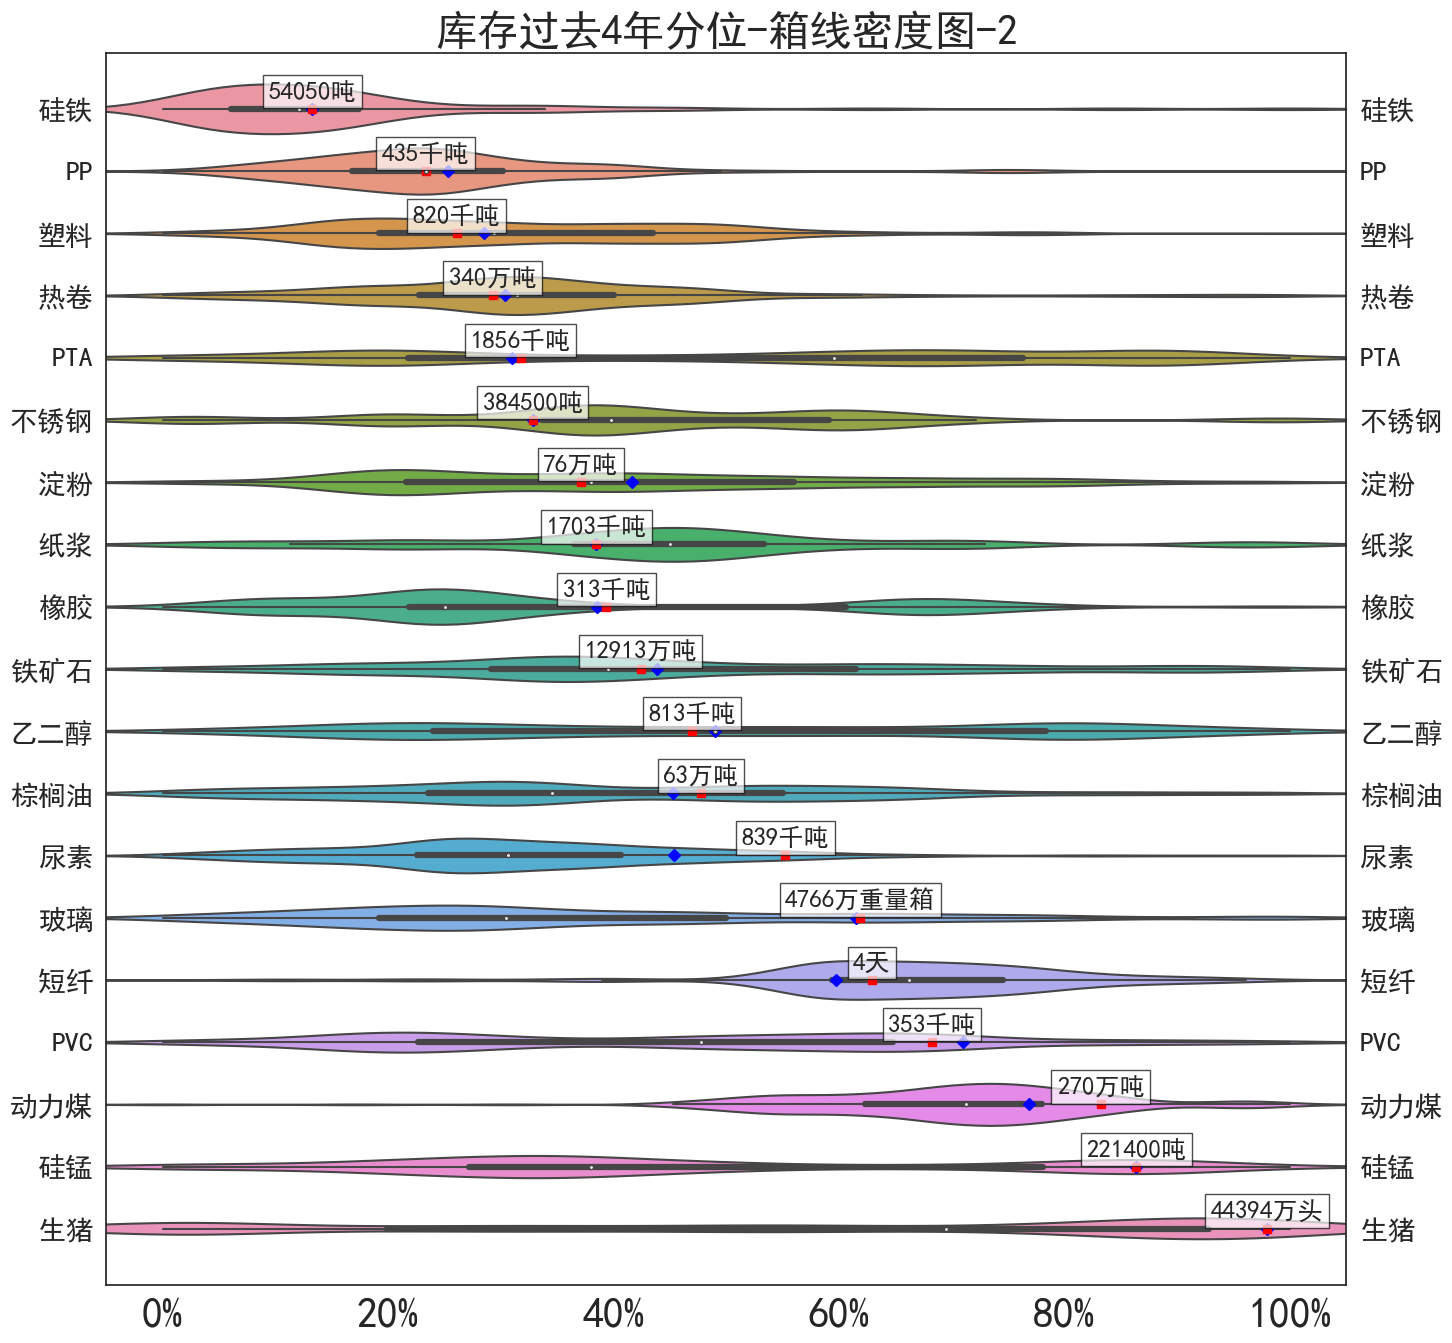 库存过去4年分位-箱线密度图-2
硅铁 54050吨 硅铁
PP 435千吨 PP
塑料 820千吨 塑料
热卷 340万吨 热卷
PTA 1856千吨 PTA
不锈钢 384500吨 不锈钢
淀粉 76万吨 淀粉
纸浆 1703千吨 纸浆
橡胶 313千吨 橡胶
铁矿石 12913万吨 铁矿石
乙二醇 813千吨 乙二醇
棕榈油 63万吨 棕榈油
尿素 839千吨 尿素
玻璃 4766万重量箱 玻璃
短纤 4天 短纤
PVC 353千吨 PVC
动力煤 270万吨 动力煤
硅锰 221400吨 硅锰
生猪 44394万头 生猪
0% 20% 40% 60% 80% 100%